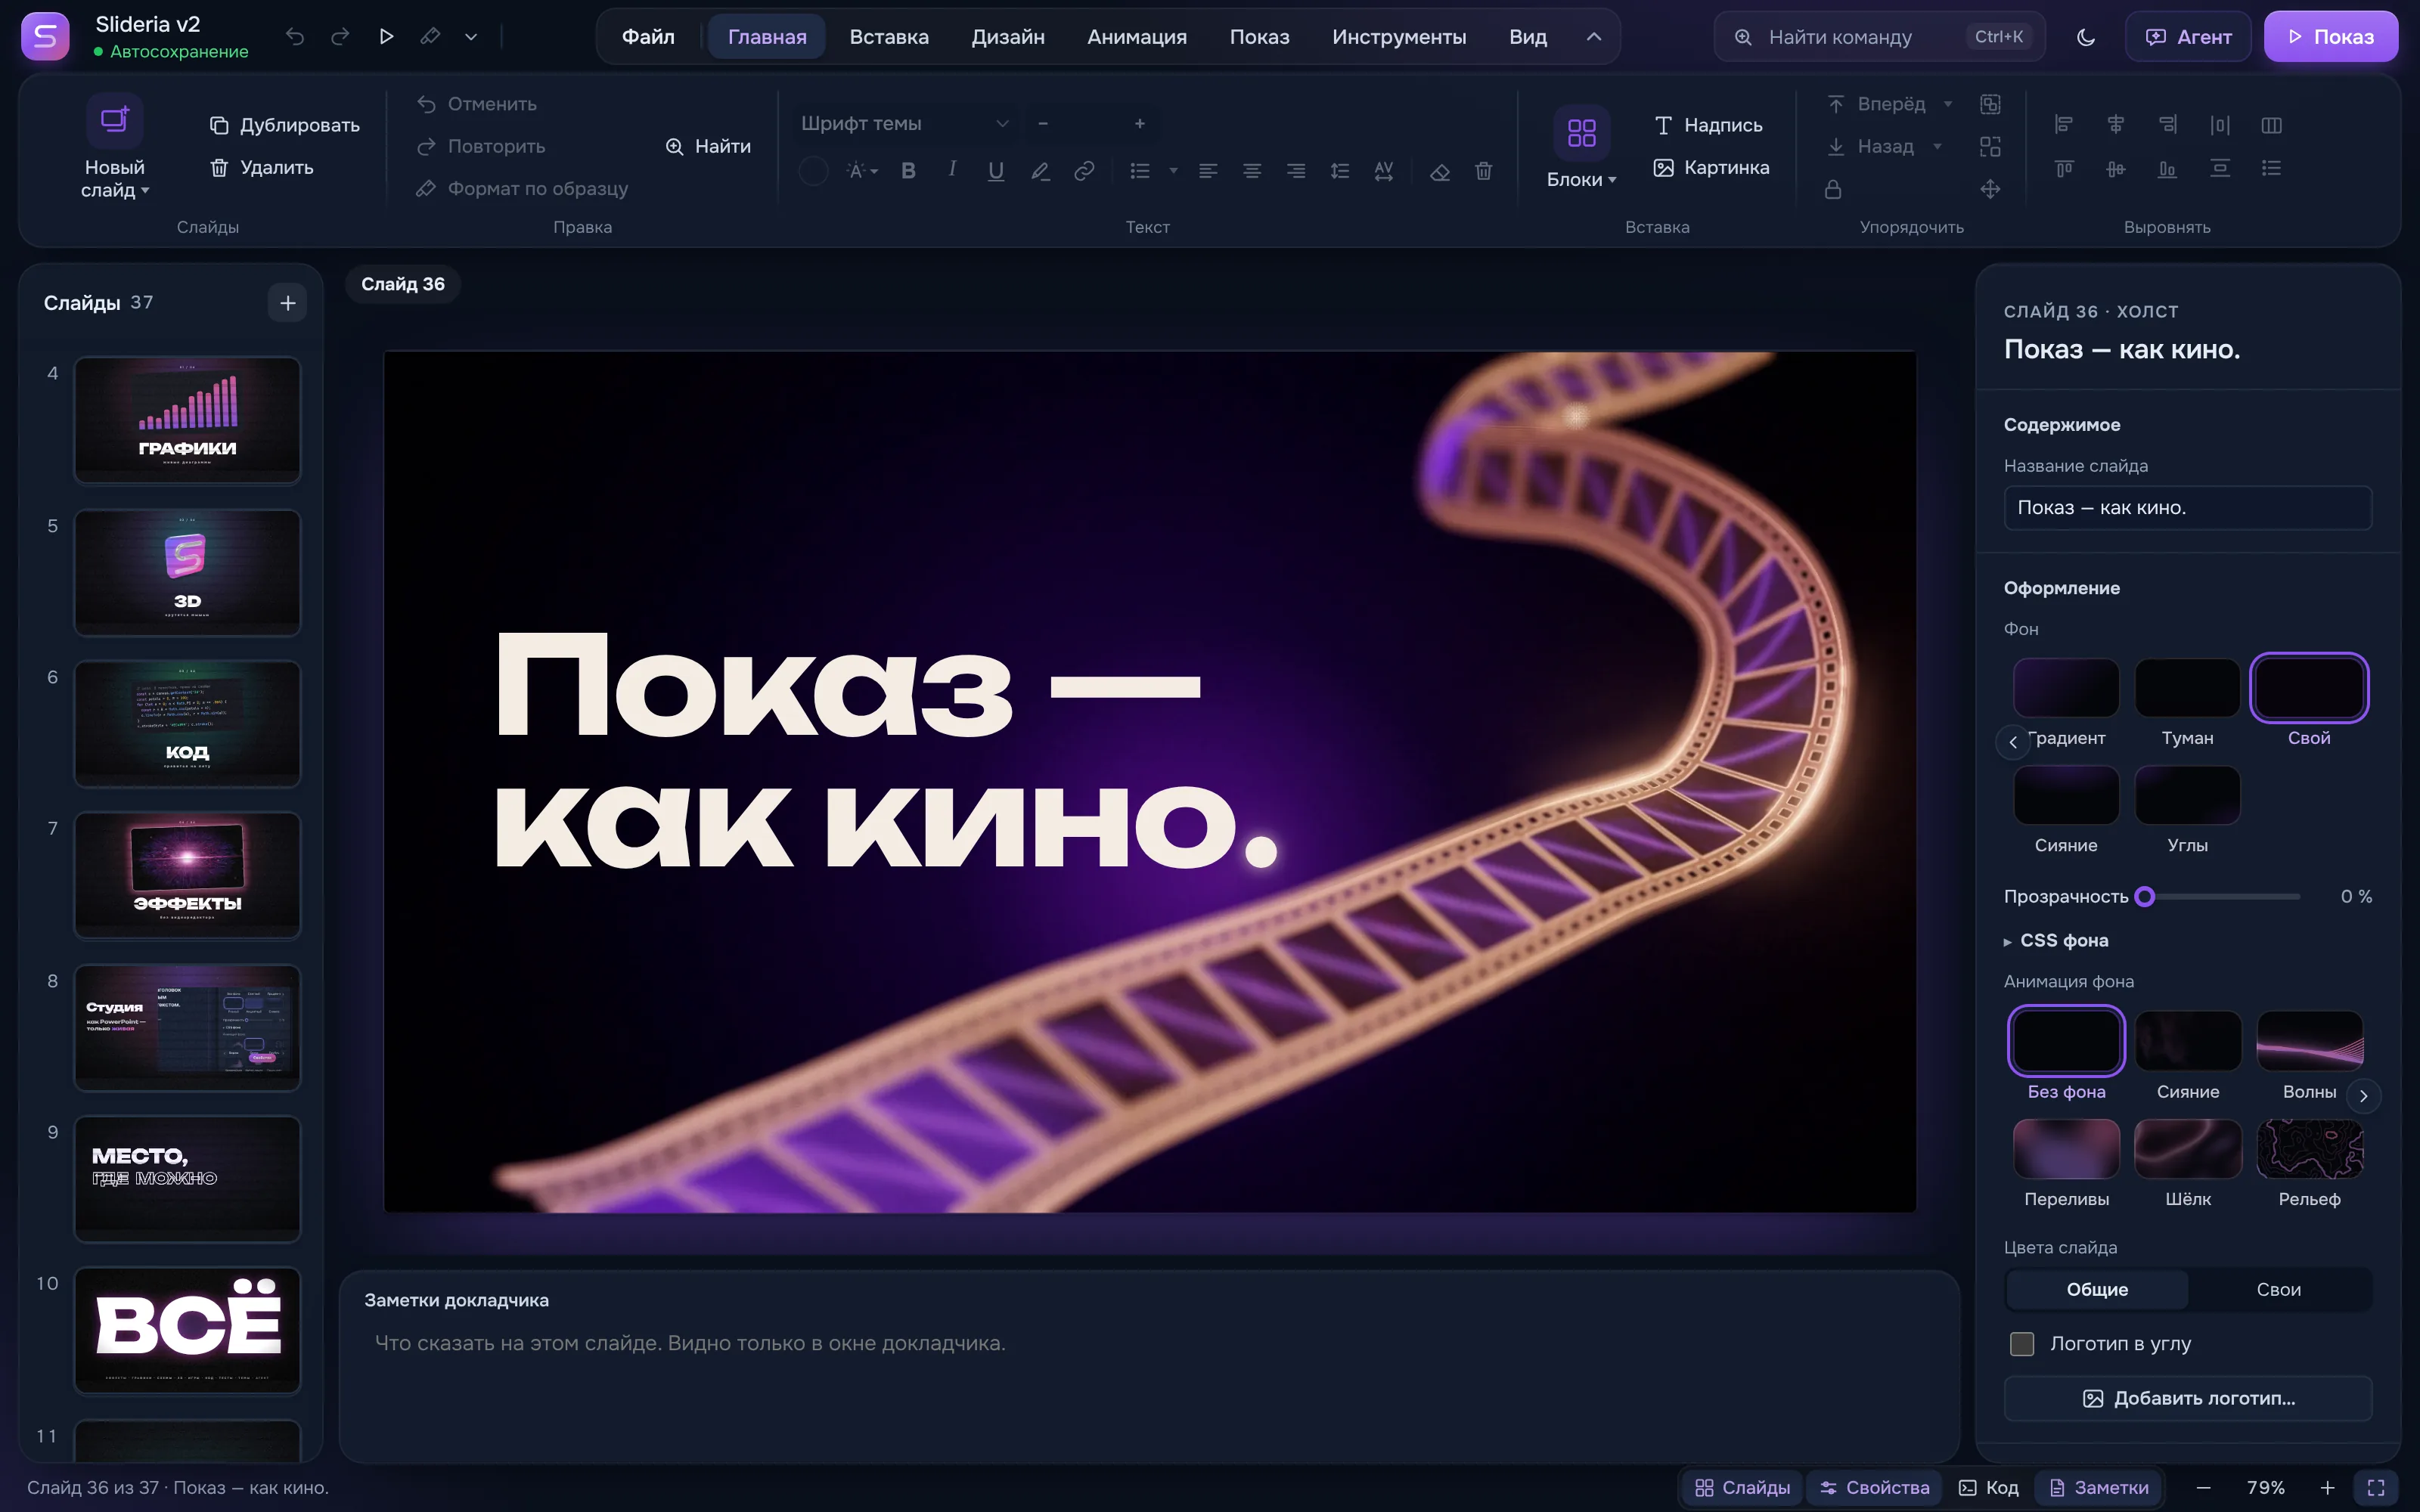 Slideria v2
Автосохранение
Файл
Главная
Вставка
Дизайн
Анимация
Показ
Инструменты
Вид
Найти команду
Ctrl+K
Агент
Показ
Новый
слайд
Дублировать
Удалить
Слайды
Отменить
Повторить
Формат по образцу
Найти
Правка
Шрифт темы
Текст
Блоки
Надпись
Картинка
Вставка
Вперёд
Назад
Упорядочить
Выровнять
Слайды 37
4
ГРАФИКИ
5
3D
6
КОД
7
ЭФФЕКТЫ
8
Студия
как PowerPoint —
только живая
9
МЕСТО,
ГДЕ МОЖНО
10
ВСЁ
11
Слайд 36
Показ —
как кино.
Заметки докладчика
Что сказать на этом слайде. Видно только в окне докладчика.
СЛАЙД 36 · ХОЛСТ
Показ — как кино.
Содержимое
Название слайда
Показ — как кино.
Оформление
Фон
Градиент
Туман
Свой
Сияние
Углы
Прозрачность
0 %
CSS фона
Анимация фона
Без фона
Сияние
Волны
Переливы
Шёлк
Рельеф
Цвета слайда
Общие
Свои
Логотип в углу
Добавить логотип...
Слайд 36 из 37 · Показ — как кино.
Слайды
Свойства
Код
Заметки
79%